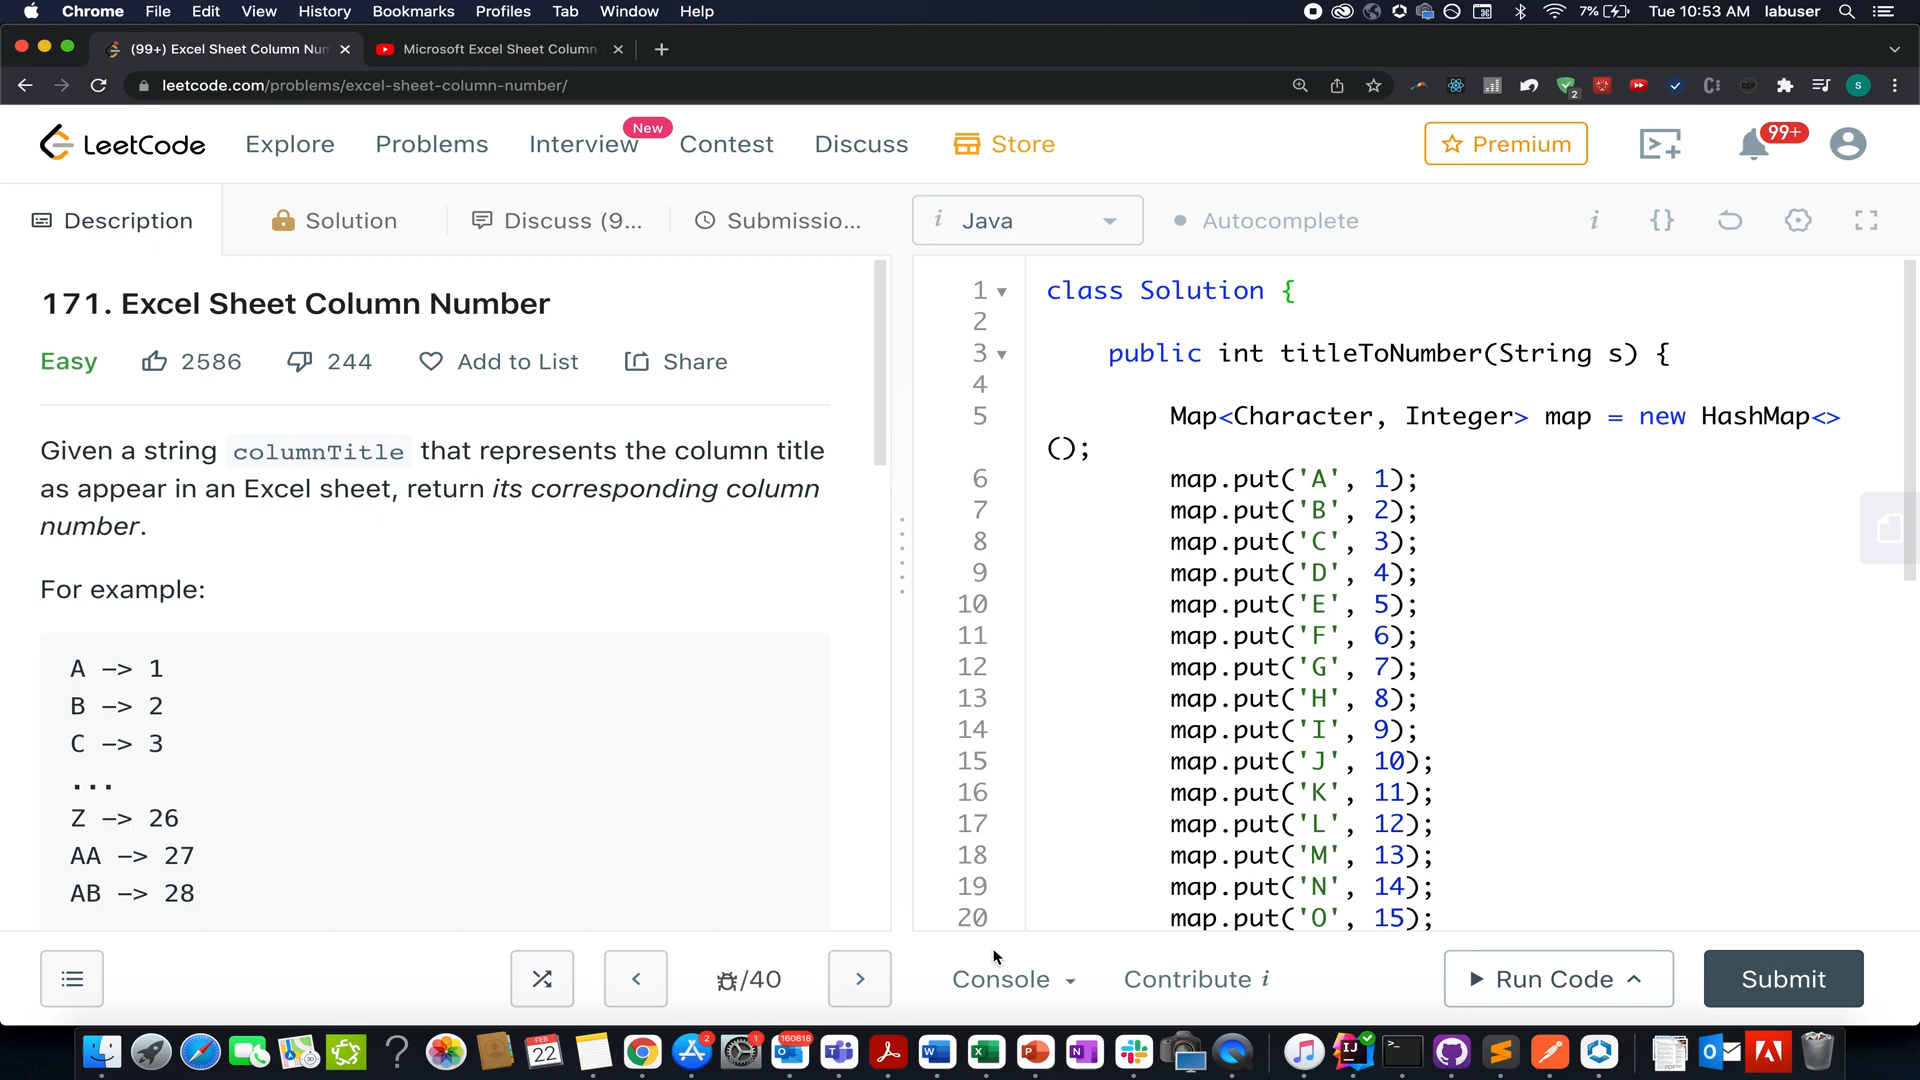 Chrome File Edit View History Bookmarks Profiles Tab Window Help
7% Tue 10:53 AM labuser
(99+) Excel Sheet Column Num
Microsoft Excel Sheet Column
leetcode.com/problems/excel-sheet-column-number/
2
S
LeetCode Explore Problems Interview New Contest Discuss Store
Premium
99+
Description Solution Discuss (9... Submissio...
i Java Autocomplete
i {}
171. Excel Sheet Column Number
Easy 2586 244 Add to List Share
Given a string columnTitle that represents the column title
as appear in an Excel sheet, return its corresponding column
number.
For example:
A -> 1
B -> 2
C -> 3
...
Z -> 26
AA -> 27
AB -> 28
1 class Solution {
2
3 public int titleToNumber(String s) {
4
5 Map<Character, Integer> map = new HashMap<>
();
6 map.put('A', 1);
7 map.put('B', 2);
8 map.put('C', 3);
9 map.put('D', 4);
10 map.put('E', 5);
11 map.put('F', 6);
12 map.put('G', 7);
13 map.put('H', 8);
14 map.put('I', 9);
15 map.put('J', 10);
16 map.put('K', 11);
17 map.put('L', 12);
18 map.put('M', 13);
19 map.put('N', 14);
20 map.put('O', 15);
/40
Console Contribute i
Run Code Submit
FEB
22
2
1
160818